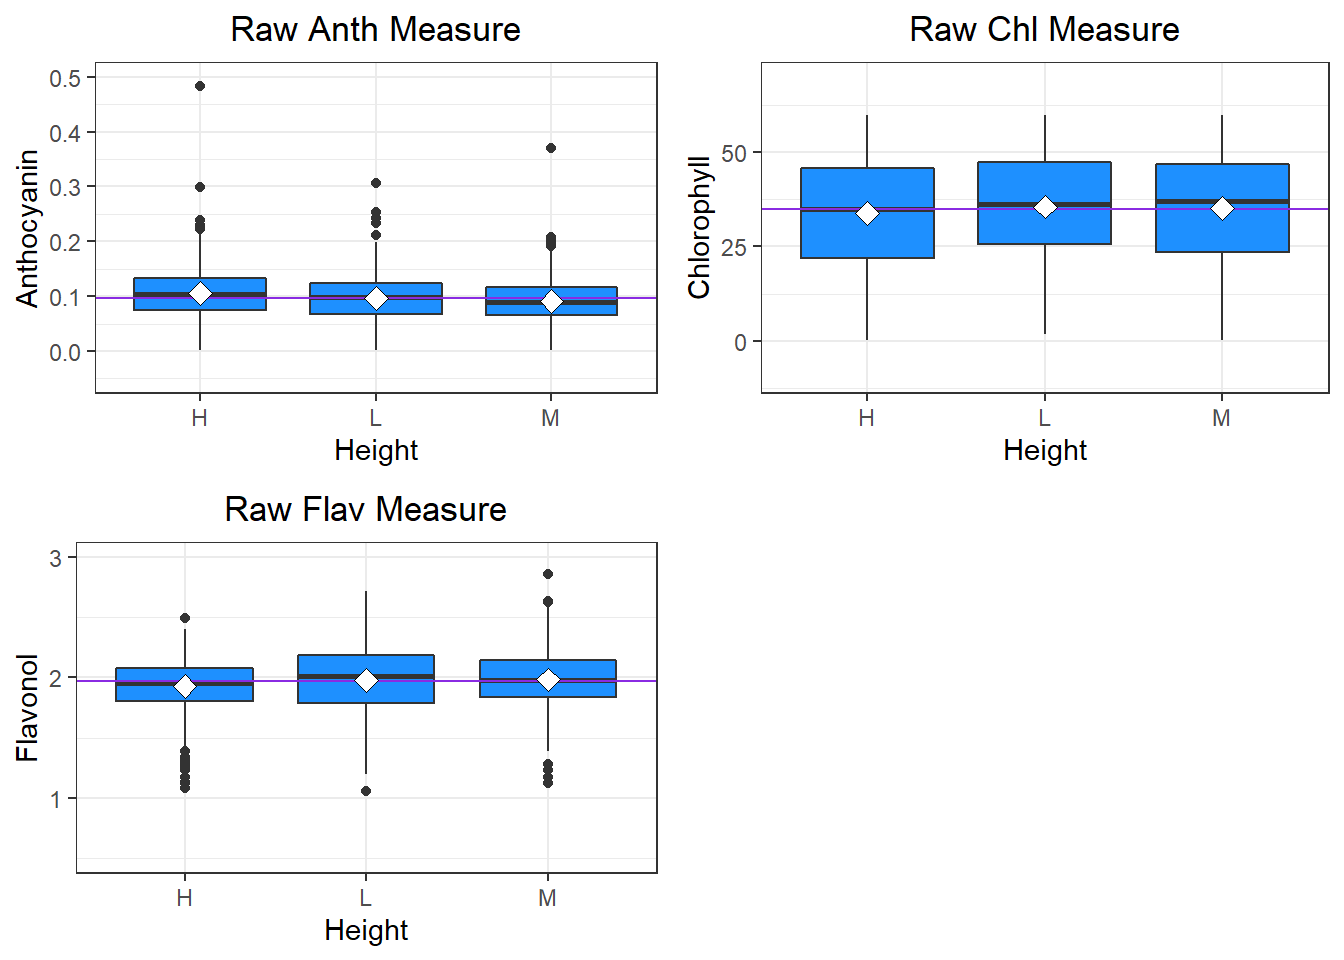 Raw Anth Measure
Anthocyanin
0.5
0.4
0.3
0.2
0.1
0.0
H L M
Height
Raw Chl Measure
Chlorophyll
50
25
0
H L M
Height
Raw Flav Measure
Flavonol
3
2
1
H L M
Height